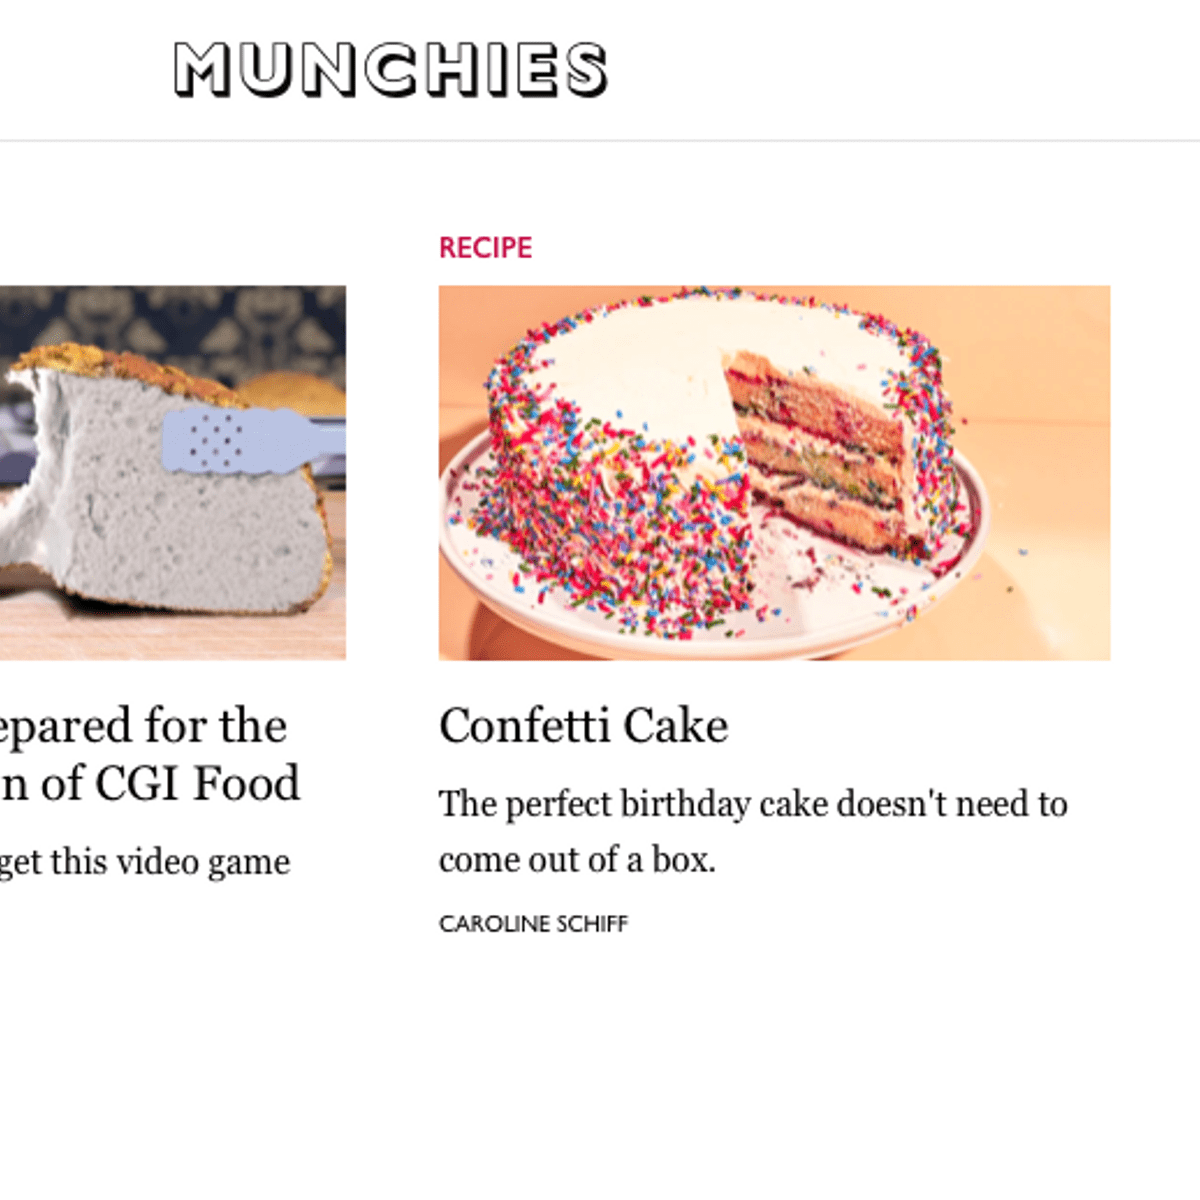 MUNCHIES
epared for the
n of CGI Food
get this video game
RECIPE
Confetti Cake
The perfect birthday cake doesn't need to
come out of a box.
CAROLINE SCHIFF